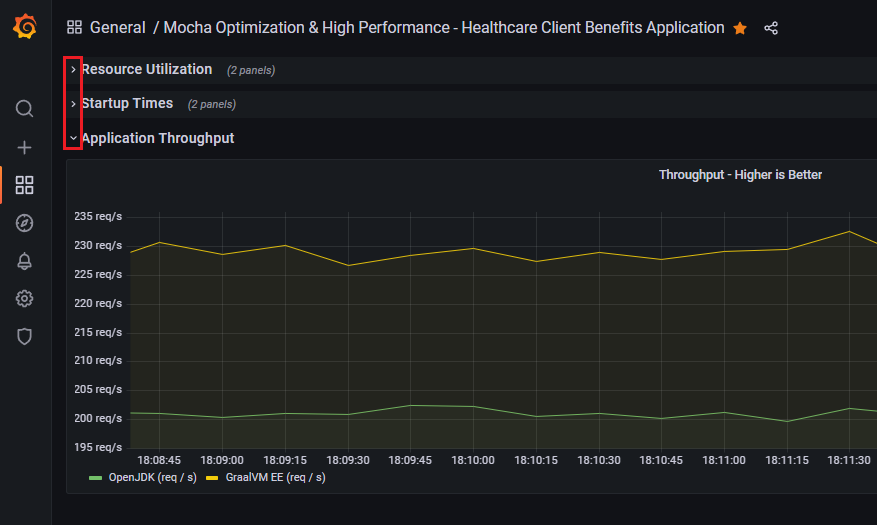 General / Mocha Optimization & High Performance - Healthcare Client Benefits Application
Resource Utilization (2 panels)
Startup Times (2 panels)
Application Throughput
Throughput - Higher is Better
235 req/s
230 req/s
225 req/s
220 req/s
215 req/s
210 req/s
205 req/s
200 req/s
195 req/s
18:08:45 18:09:00 18:09:15 18:09:30 18:09:45 18:10:00 18:10:15 18:10:30 18:10:45 18:11:00 18:11:15 18:11:30
OpenJDK (req / s) GraalVM EE (req / s)